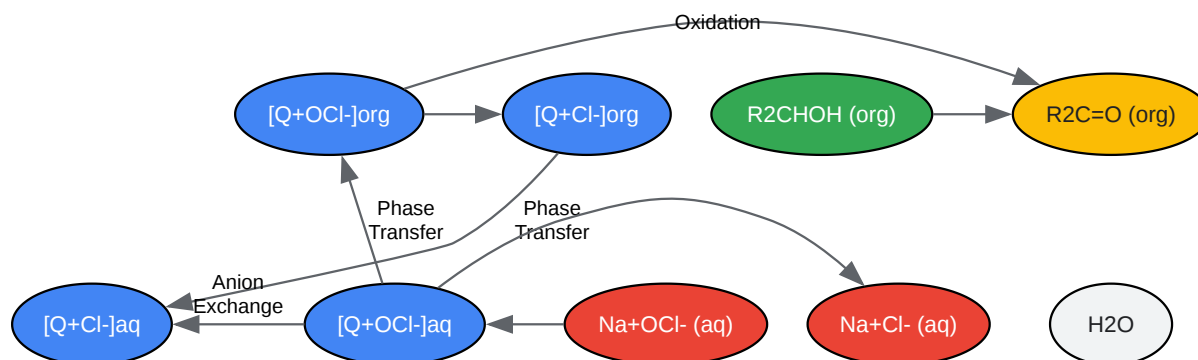 Oxidation
[Q+OCl-]org
[Q+Cl-]org
R2CHOH (org)
R2C=O (org)
Phase
Transfer
Phase
Transfer
Anion
Exchange
[Q+Cl-]aq
[Q+OCl-]aq
Na+OCl- (aq)
Na+Cl- (aq)
H2O